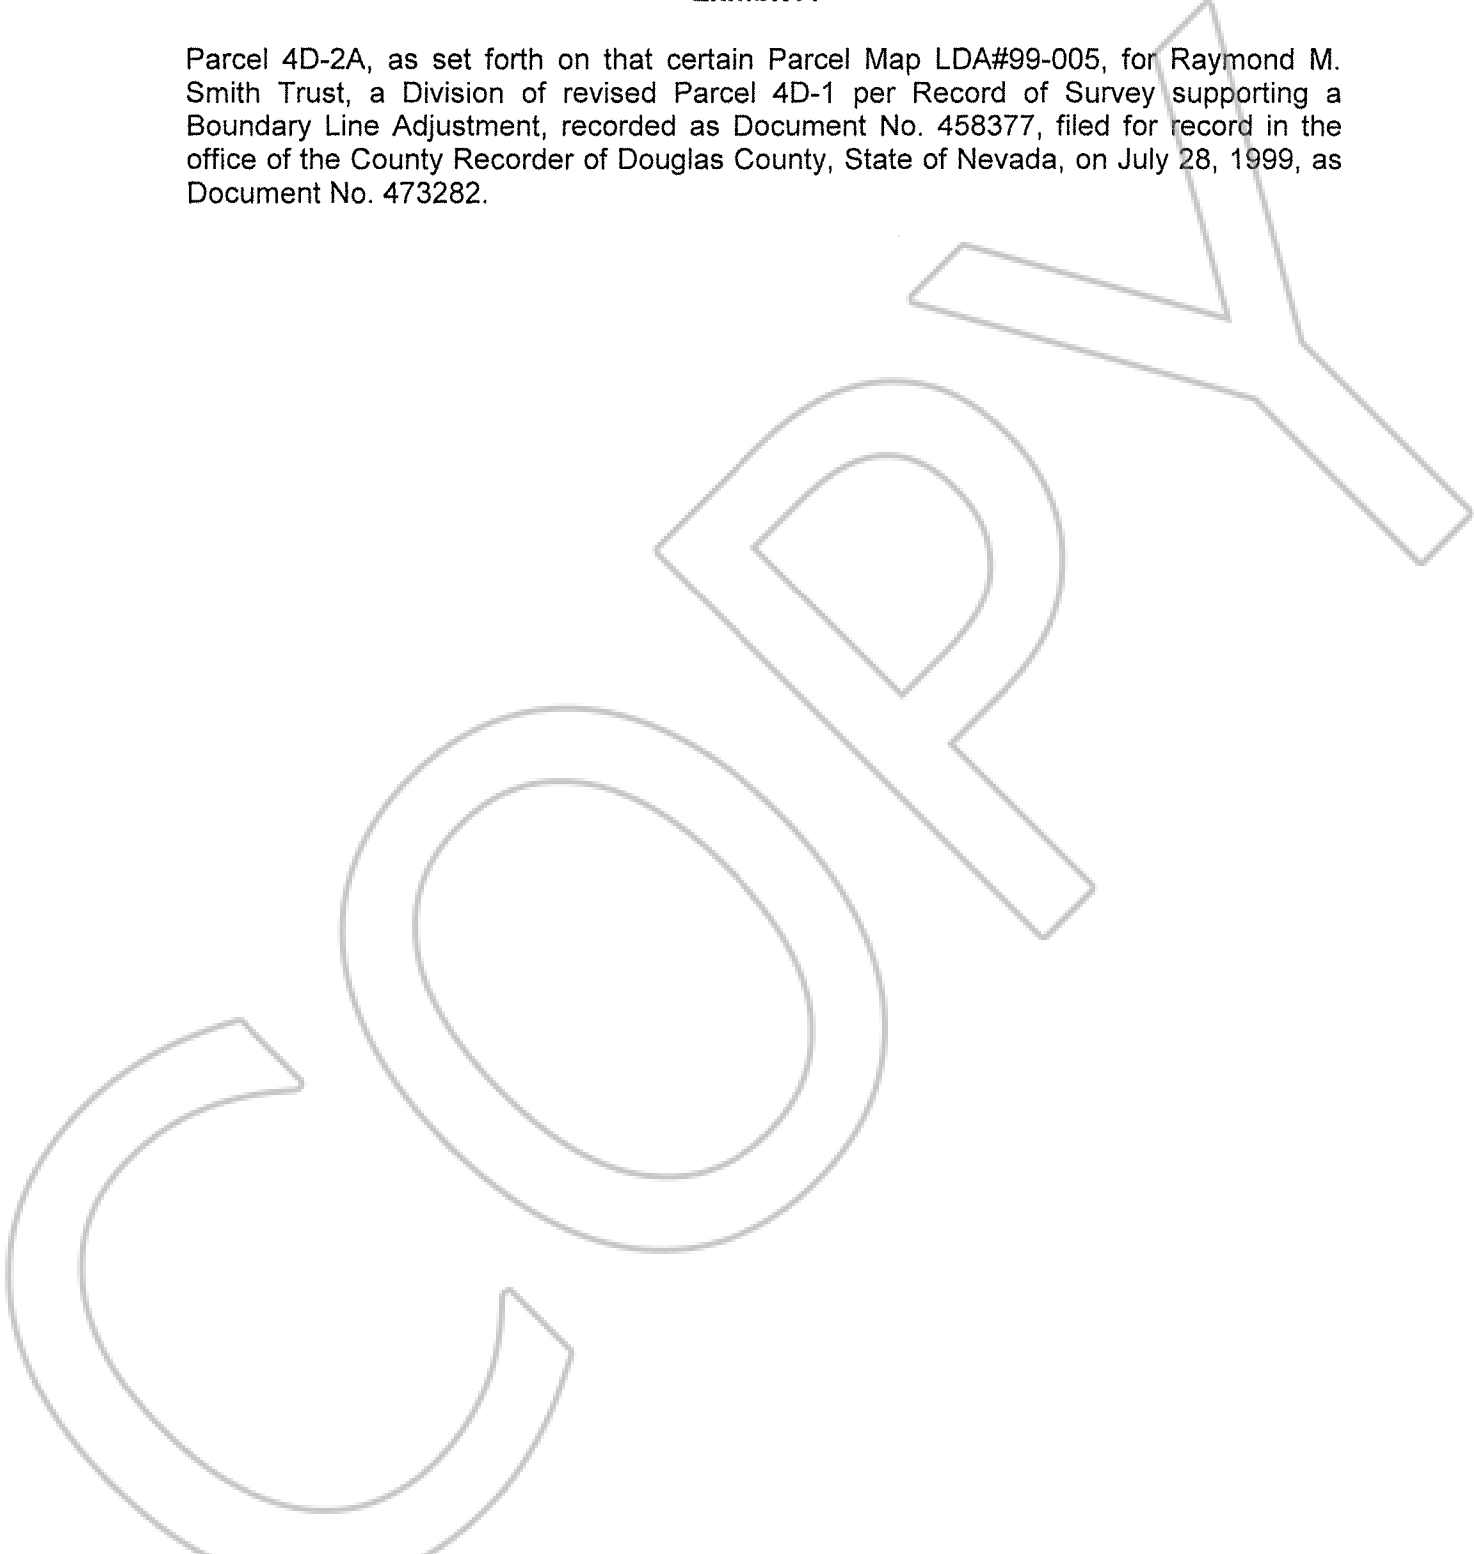 Parcel 4D-2A, as set forth on that certain Parcel Map LDA#99-005, for Raymond M.
Smith Trust, a Division of revised Parcel 4D-1 per Record of Survey supporting a
Boundary Line Adjustment, recorded as Document No. 458377, filed for record in the
office of the County Recorder of Douglas County, State of Nevada, on July 28, 1999, as
Document No. 473282.
COPY